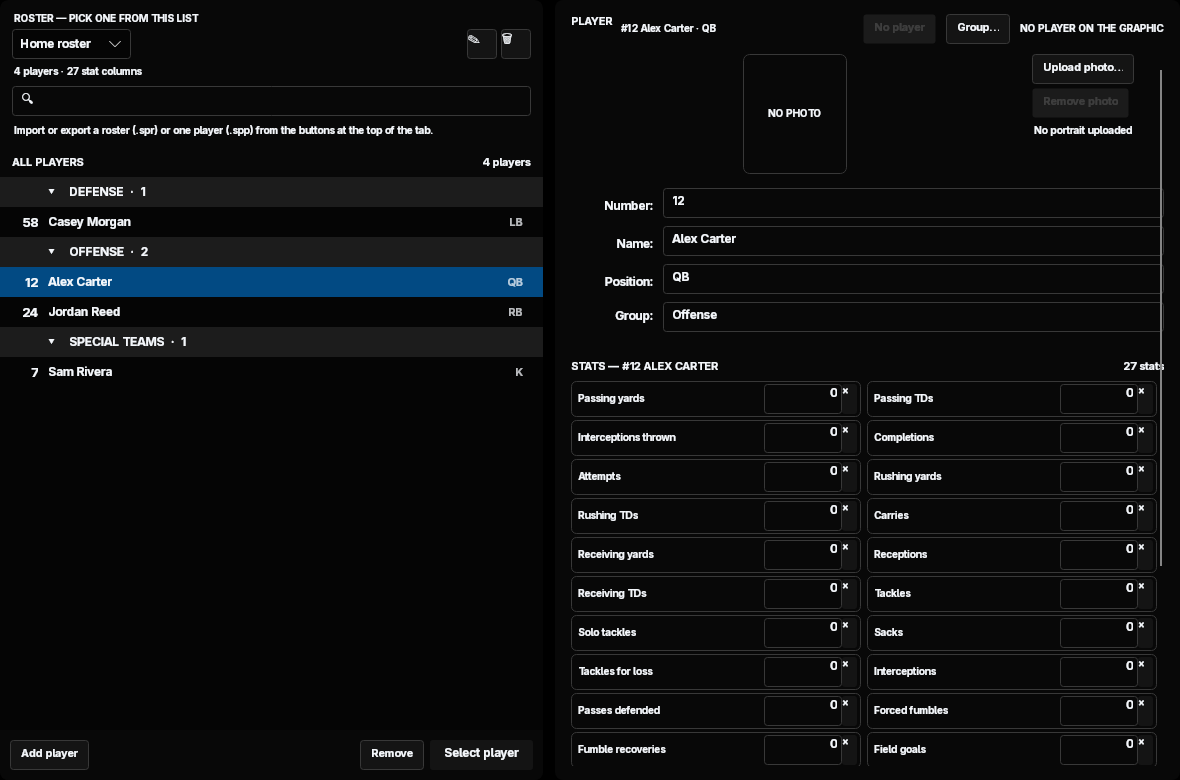 ROSTER — PICK ONE FROM THIS LIST
Home roster
4 players · 27 stat columns
Import or export a roster (.spr) or one player (.spp) from the buttons at the top of the tab.
ALL PLAYERS 4 players
DEFENSE · 1
58 Casey Morgan LB
OFFENSE · 2
12 Alex Carter QB
24 Jordan Reed RB
SPECIAL TEAMS · 1
7 Sam Rivera K
Add player Remove Select player
PLAYER #12 Alex Carter · QB No player Group... NO PLAYER ON THE GRAPHIC
NO PHOTO
Upload photo...
Remove photo
No portrait uploaded
Number: 12
Name: Alex Carter
Position: QB
Group: Offense
STATS — #12 ALEX CARTER 27 stats
Passing yards 0 × Passing TDs 0 ×
Interceptions thrown 0 × Completions 0 ×
Attempts 0 × Rushing yards 0 ×
Rushing TDs 0 × Carries 0 ×
Receiving yards 0 × Receptions 0 ×
Receiving TDs 0 × Tackles 0 ×
Solo tackles 0 × Sacks 0 ×
Tackles for loss 0 × Interceptions 0 ×
Passes defended 0 × Forced fumbles 0 ×
Fumble recoveries 0 × Field goals 0 ×